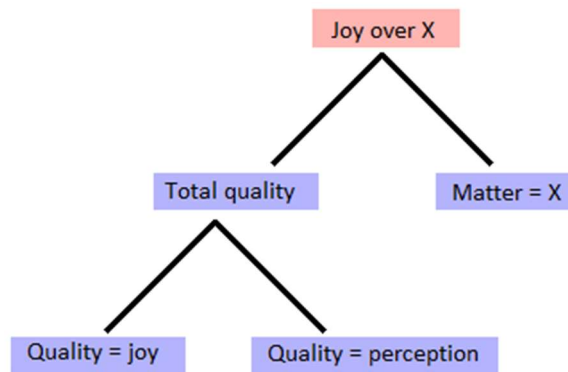 Joy over X
Total quality
Matter = X
Quality = joy
Quality = perception